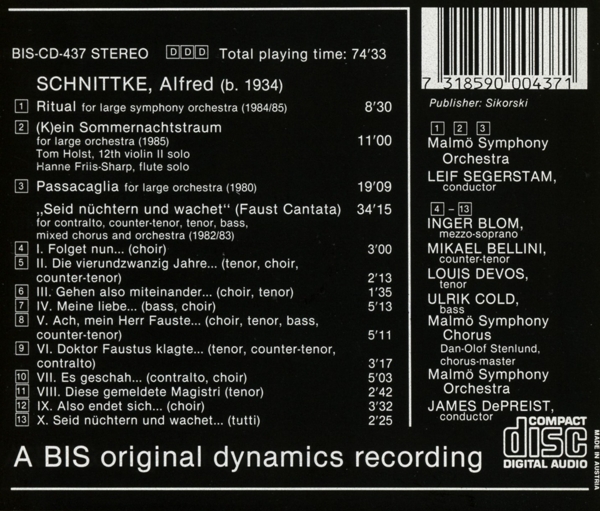 BIS-CD-437 STEREO D D D Total playing time: 74'33
SCHNITTKE, Alfred (b. 1934)
1 Ritual for large symphony orchestra (1984/85) 8'30
2 (K)ein Sommernachtstraum
for large orchestra (1985) 11'00
Tom Holst, 12th violin II solo
Hanne Friis-Sharp, flute solo
3 Passacaglia for large orchestra (1980) 19'09
„Seid nüchtern und wachet" (Faust Cantata) 34'15
for contralto, counter-tenor, tenor, bass,
mixed chorus and orchestra (1982/83)
4 I. Folget nun... (choir) 3'00
5 II. Die vierundzwanzig Jahre... (tenor, choir,
counter-tenor) 2'13
6 III. Gehen also miteinander... (choir, tenor) 1'35
7 IV. Meine liebe... (bass, choir) 5'13
8 V. Ach, mein Herr Fauste... (choir, tenor, bass,
counter-tenor) 5'11
9 VI. Doktor Faustus klagte... (tenor, counter-tenor,
contralto) 3'17
10 VII. Es geschah... (contralto, choir) 5'03
11 VIII. Diese gemeldete Magistri (tenor) 2'42
12 IX. Also endet sich... (choir) 3'32
13 X. Seid nüchtern und wachet... (tutti) 2'25
A BIS original dynamics recording
7 318590 004371
Publisher: Sikorski
1 2 3
Malmö Symphony
Orchestra
LEIF SEGERSTAM,
conductor
4 – 13
INGER BLOM,
mezzo-soprano
MIKAEL BELLINI,
counter-tenor
LOUIS DEVOS,
tenor
ULRIK COLD,
bass
Malmö Symphony
Chorus
Dan-Olof Stenlund,
chorus-master
Malmö Symphony
Orchestra
JAMES DePREIST,
conductor
COMPACT
disc
DIGITAL AUDIO
MADE IN AUSTRIA